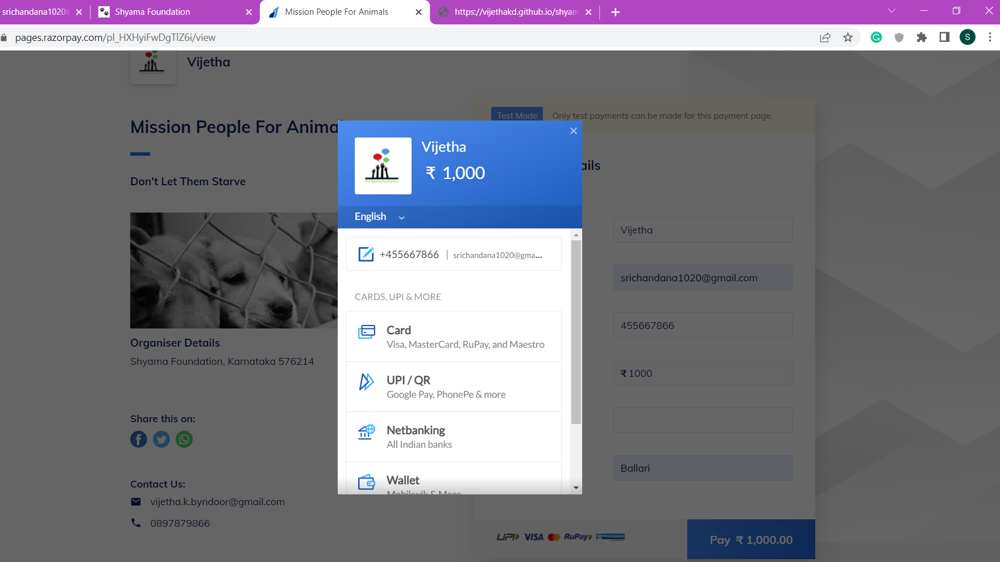 srichandana1020@
Shyama Foundation
Mission People For Animals
https://vijethakd.github.io/shyam
pages.razorpay.com/pl_HXHyiFwDgTlZ6i/view
S
Vijetha
Mission People For Anima
Don't Let Them Starve
Organiser Details
Shyama Foundation, Karnataka 576214
Share this on:
Contact Us:
vijetha.k.byndoor@gmail.com
0897879866
Test Mode
Only test payments can be made for this payment page.
ails
Vijetha
₹ 1,000
English
+455667866 | srichandana1020@gma...
CARDS, UPI & MORE
Card
Visa, MasterCard, RuPay, and Maestro
UPI / QR
Google Pay, PhonePe & more
Netbanking
All Indian banks
Wallet
Mobikwik & More
Vijetha
srichandana1020@gmail.com
455667866
₹ 1000
Ballari
UPI VISA RuPay
Pay ₹ 1,000.00